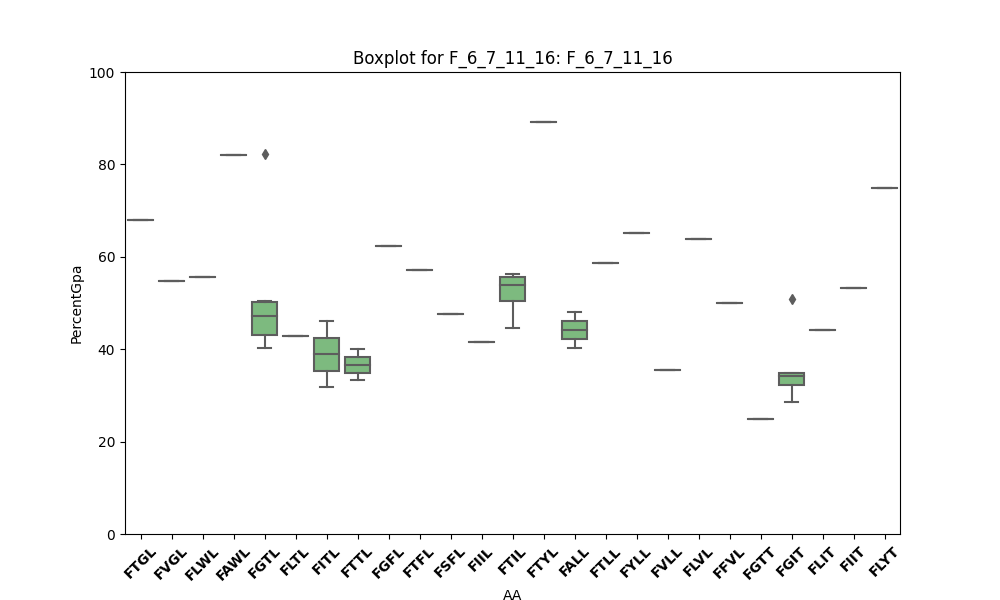 Boxplot for F_6_7_11_16: F_6_7_11_16
100
80
60
40
20
0
PercentGpa
FTGL FVGL FLWL FAWL FGTL FLTL FITL FTTL FGFL FTFL FSFL FIIL FTIL FTYL FALL FTLL FYLL FVLL FLVL FFVL FGTT FGIT FLIT FIIT FLYT
AA